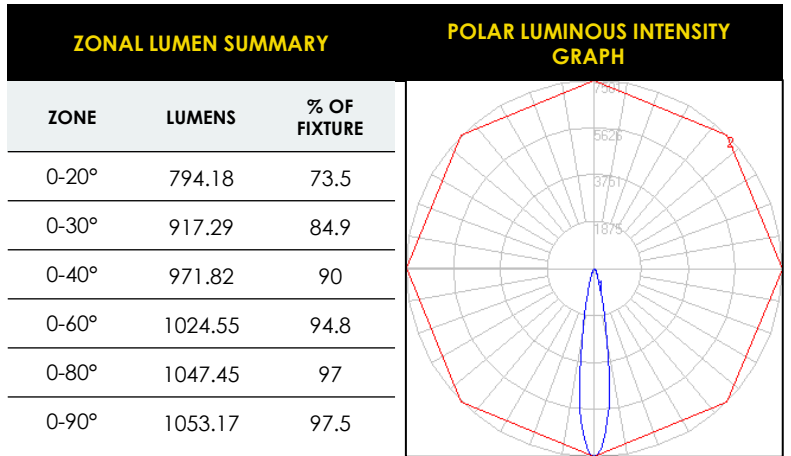 ZONAL LUMEN SUMMARY
POLAR LUMINOUS INTENSITY
GRAPH
ZONE LUMENS % OF
FIXTURE
0-20° 794.18 73.5
0-30° 917.29 84.9
0-40° 971.82 90
0-60° 1024.55 94.8
0-80° 1047.45 97
0-90° 1053.17 97.5
5626
2
3751
1875
1